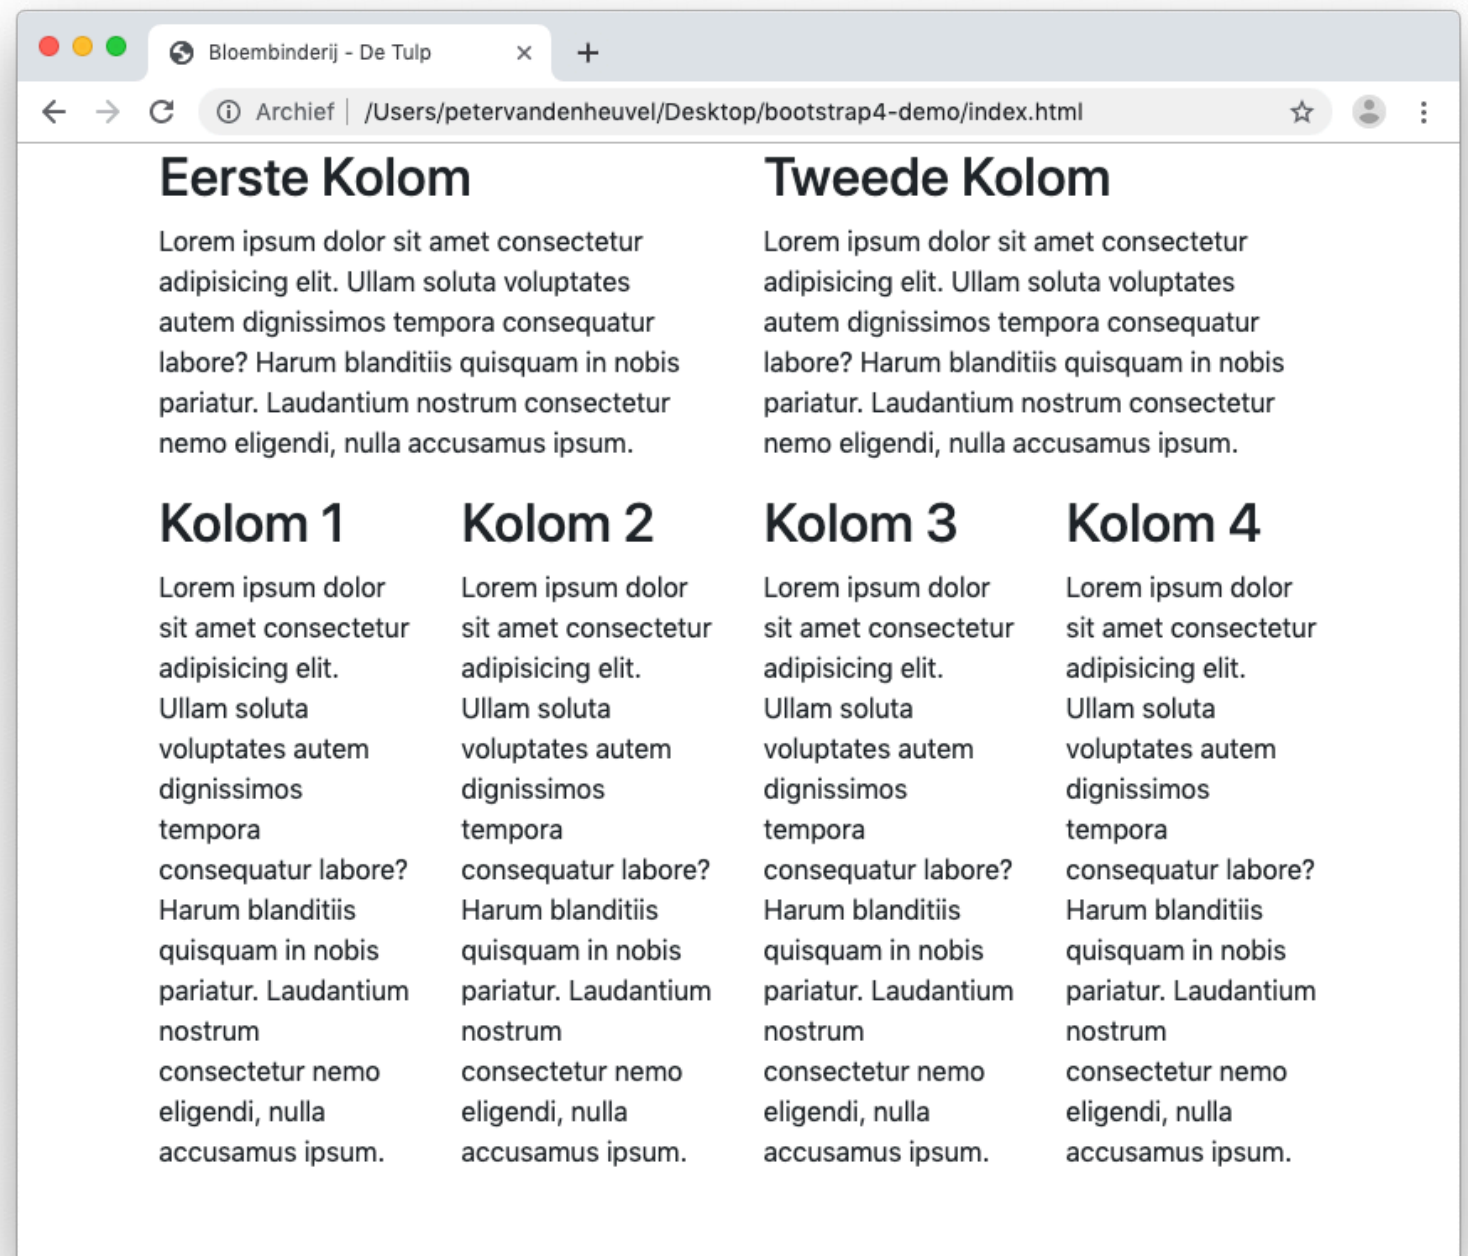 Bloembinderij - De Tulp
Archief
/Users/petervandenheuvel/Desktop/bootstrap4-demo/index.html
Eerste Kolom
Lorem ipsum dolor sit amet consectetur
adipisicing elit. Ullam soluta voluptates
autem dignissimos tempora consequatur
labore? Harum blanditiis quisquam in nobis
pariatur. Laudantium nostrum consectetur
nemo eligendi, nulla accusamus ipsum.
Tweede Kolom
Lorem ipsum dolor sit amet consectetur
adipisicing elit. Ullam soluta voluptates
autem dignissimos tempora consequatur
labore? Harum blanditiis quisquam in nobis
pariatur. Laudantium nostrum consectetur
nemo eligendi, nulla accusamus ipsum.
Kolom 1
Lorem ipsum dolor
sit amet consectetur
adipisicing elit.
Ullam soluta
voluptates autem
dignissimos
tempora
consequatur labore?
Harum blanditiis
quisquam in nobis
pariatur. Laudantium
nostrum
consectetur nemo
eligendi, nulla
accusamus ipsum.
Kolom 2
Lorem ipsum dolor
sit amet consectetur
adipisicing elit.
Ullam soluta
voluptates autem
dignissimos
tempora
consequatur labore?
Harum blanditiis
quisquam in nobis
pariatur. Laudantium
nostrum
consectetur nemo
eligendi, nulla
accusamus ipsum.
Kolom 3
Lorem ipsum dolor
sit amet consectetur
adipisicing elit.
Ullam soluta
voluptates autem
dignissimos
tempora
consequatur labore?
Harum blanditiis
quisquam in nobis
pariatur. Laudantium
nostrum
consectetur nemo
eligendi, nulla
accusamus ipsum.
Kolom 4
Lorem ipsum dolor
sit amet consectetur
adipisicing elit.
Ullam soluta
voluptates autem
dignissimos
tempora
consequatur labore?
Harum blanditiis
quisquam in nobis
pariatur. Laudantium
nostrum
consectetur nemo
eligendi, nulla
accusamus ipsum.